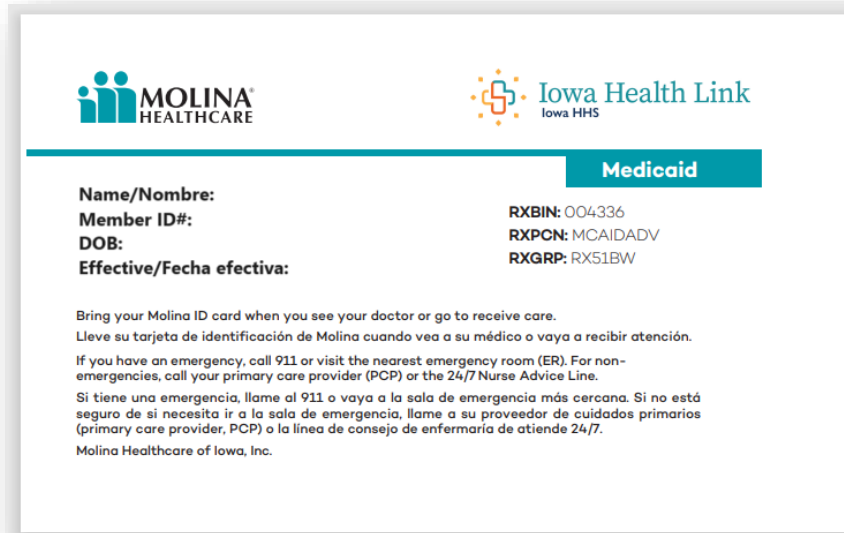 MOLINA®
HEALTHCARE
Iowa Health Link
Iowa HHS
Medicaid
Name/Nombre:
Member ID#:
DOB:
Effective/Fecha efectiva:
RXBIN: 004336
RXPCN: MCAIDADV
RXGRP: RX51BW
Bring your Molina ID card when you see your doctor or go to receive care.
Lleve su tarjeta de identificación de Molina cuando vea a su médico o vaya a recibir atención.
If you have an emergency, call 911 or visit the nearest emergency room (ER). For non-
emergencies, call your primary care provider (PCP) or the 24/7 Nurse Advice Line.
Si tiene una emergencia, llame al 911 o vaya a la sala de emergencia más cercana. Si no está
seguro de si necesita ir a la sala de emergencia, llame a su proveedor de cuidados primarios
(primary care provider, PCP) o la línea de consejo de enfermaría de atiende 24/7.
Molina Healthcare of Iowa, Inc.